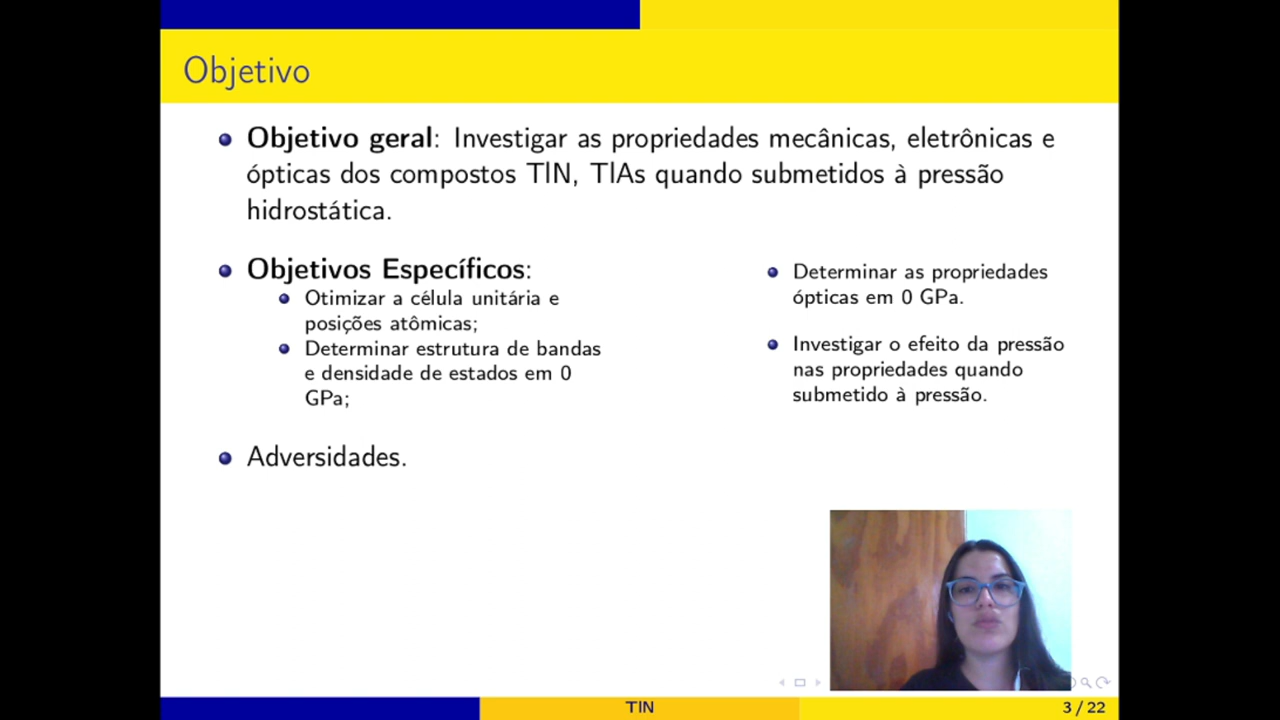 Objetivo
Objetivo geral: Investigar as propriedades mecânicas, eletrônicas e
ópticas dos compostos TlN, TlAs quando submetidos à pressão
hidrostática.
Objetivos Específicos:
Otimizar a célula unitária e
posições atômicas;
Determinar estrutura de bandas
e densidade de estados em 0
GPa;
Determinar as propriedades
ópticas em 0 GPa.
Investigar o efeito da pressão
nas propriedades quando
submetido à pressão.
Adversidades.
TlN
3 / 22